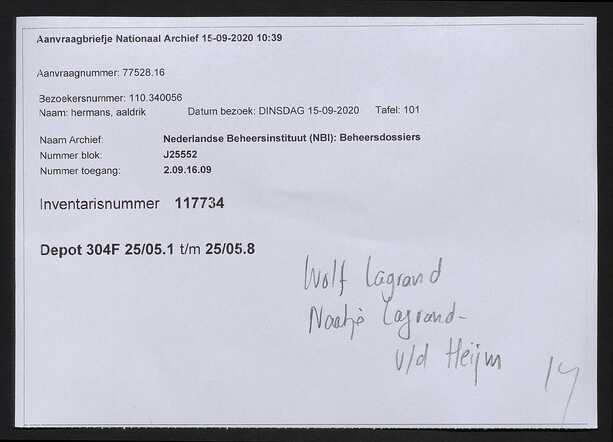 Aanvraagbriefje Nationaal Archief 15-09-2020 10:39
Aanvraagnummer: 77528.16
Bezoekersnummer: 110.340056
Naam: hermans, aaldrik Datum bezoek: DINSDAG 15-09-2020 Tafel: 101
Naam Archief: Nederlandse Beheersinstituut (NBI): Beheersdossiers
Nummer blok: J25552
Nummer toegang: 2.09.16.09
Inventarisnummer 117734
Depot 304F 25/05.1 t/m 25/05.8
Wolf Lagrand
Naatje Lagrand-
v/d Heijm